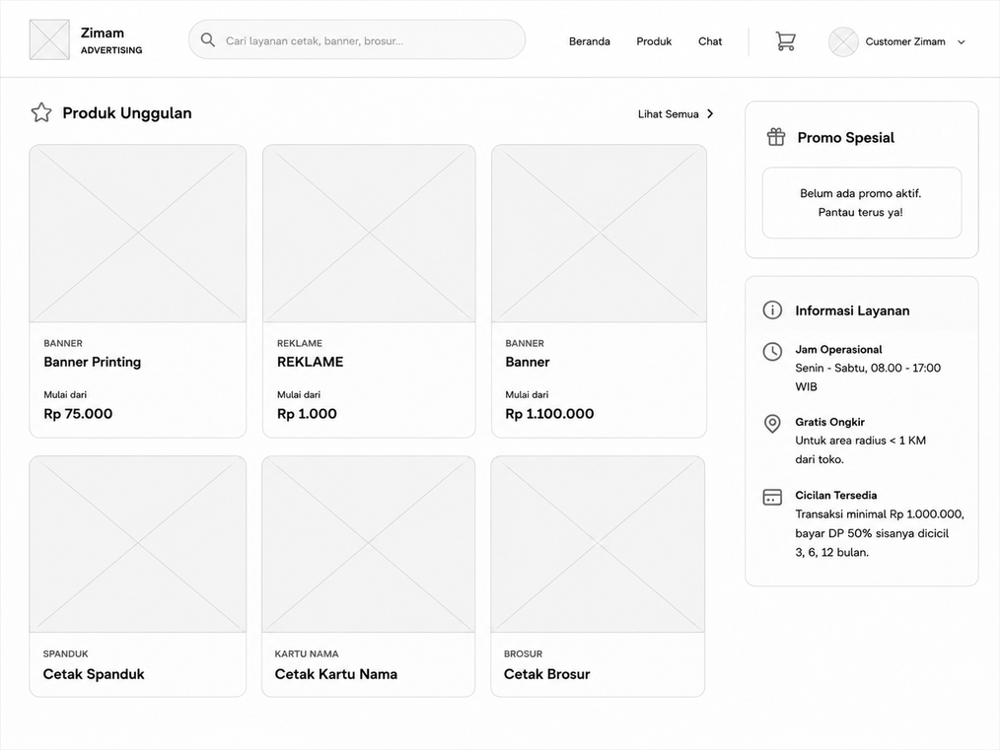 Zimam
ADVERTISING
Cari layanan cetak, banner, brosur...
Beranda
Produk
Chat
Customer Zimam
Produk Unggulan
Lihat Semua
BANNER
Banner Printing
Mulai dari
Rp 75.000
REKLAME
REKLAME
Mulai dari
Rp 1.000
BANNER
Banner
Mulai dari
Rp 1.100.000
SPANDUK
Cetak Spanduk
KARTU NAMA
Cetak Kartu Nama
BROSUR
Cetak Brosur
Promo Spesial
Belum ada promo aktif.
Pantau terus ya!
Informasi Layanan
Jam Operasional
Senin - Sabtu, 08.00 - 17:00
WIB
Gratis Ongkir
Untuk area radius < 1 KM
dari toko.
Cicilan Tersedia
Transaksi minimal Rp 1.000.000,
bayar DP 50% sisanya dicicil
3, 6, 12 bulan.